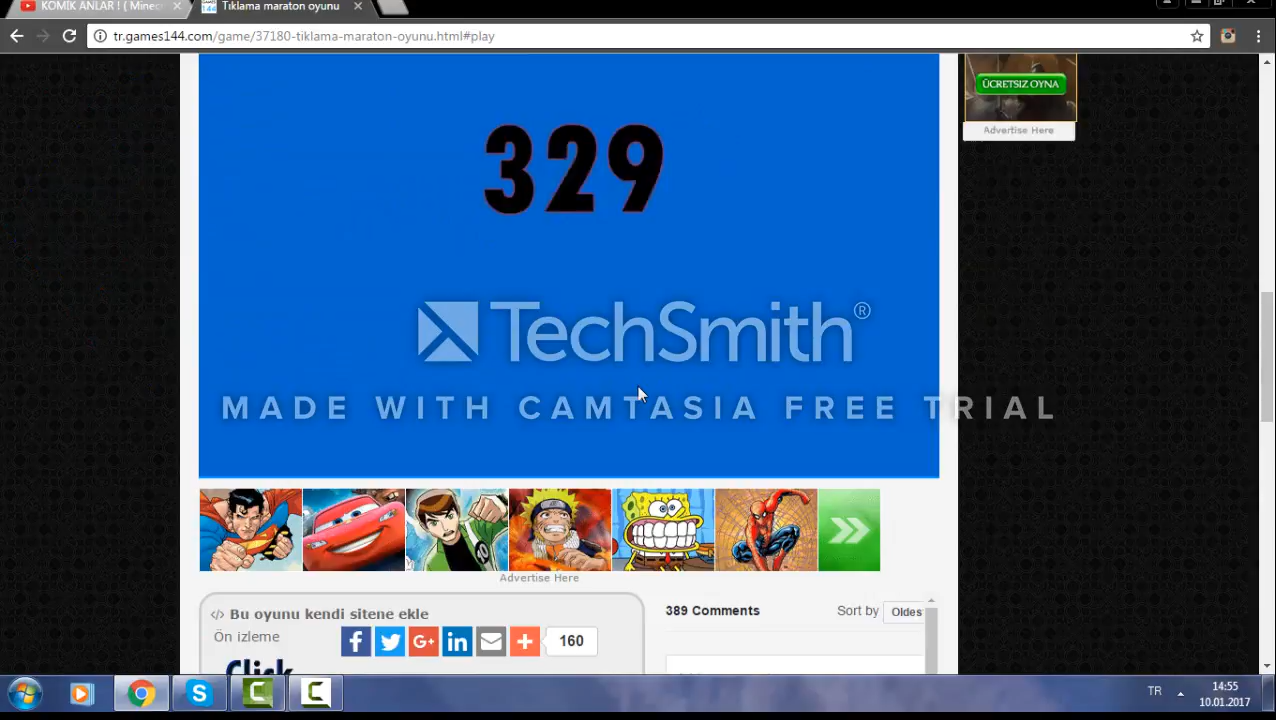 KOMİK ANLAR ! ( Minec
Tıklama maraton oyunu
tr.games144.com/game/37180-tiklama-maraton-oyunu.html#play
ÜCRETSIZ OYNA
Advertise Here
329
TechSmith®
MADE WITH CAMTASIA FREE TRIAL
Advertise Here
Bu oyunu kendi sitene ekle
Ön izleme
160
Click
389 Comments
Sort by Oldes
TR
14:55
10.01.2017